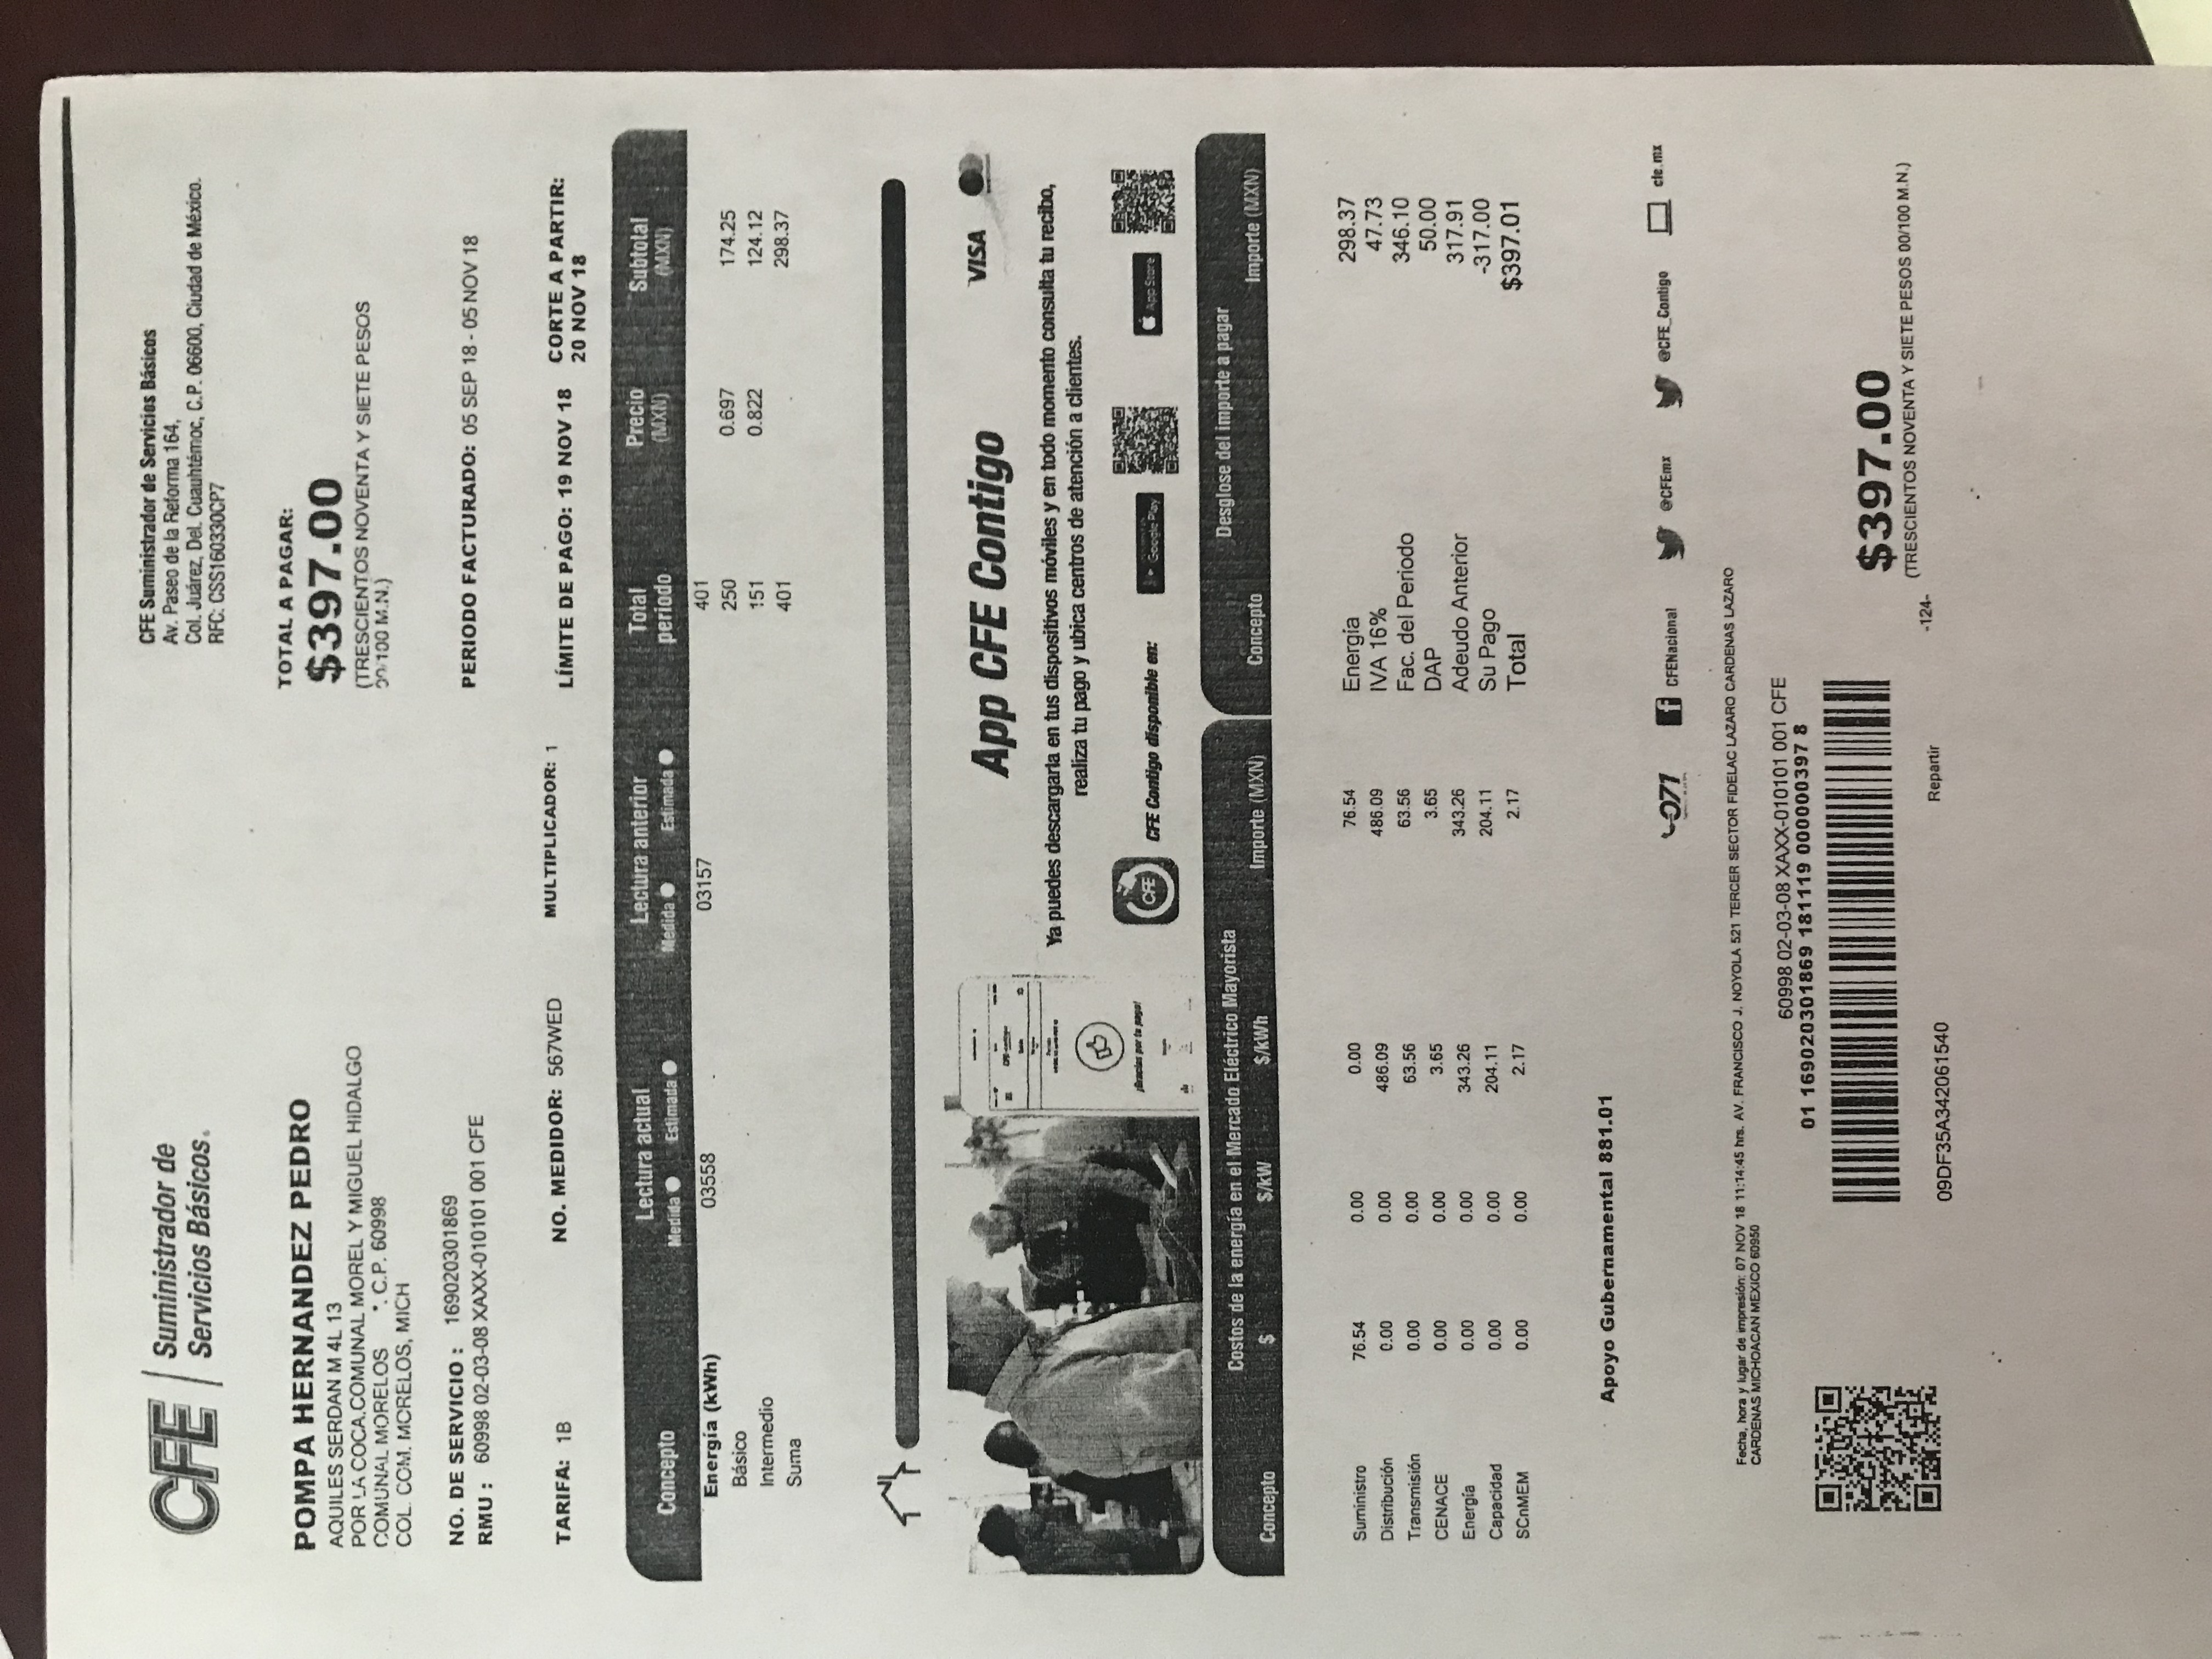 CFE Suministrador de
Servicios Básicos.
CFE Suministrador de Servicios Básicos
Av. Paseo de la Reforma 164,
Col. Juárez, Del. Cuauhtémoc, C.P. 06600, Ciudad de México.
RFC: CSS160330CP7
POMPA HERNANDEZ PEDRO
AQUILES SERDAN M 4L 13
POR LA COCA.COMUNAL MOREL Y MIGUEL HIDALGO
COMUNAL MORELOS *. C.P. 60998
COL. COM. MORELOS, MICH
TOTAL A PAGAR:
$397.00
(TRESCIENTOS NOVENTA Y SIETE PESOS
00/100 M.N.)
NO. DE SERVICIO : 169020301869
RMU : 60998 02-03-08 XAXX-010101 001 CFE
PERIODO FACTURADO: 05 SEP 18 - 05 NOV 18
TARIFA: 1B NO. MEDIDOR: 567WED MULTIPLICADOR: 1 LÍMITE DE PAGO: 19 NOV 18 CORTE A PARTIR:
20 NOV 18
Concepto Lectura actual Lectura anterior Total periodo Precio (MXN) Subtotal (MXN)
Medida Estimada Medida Estimada
Energía (kWh) 03558 03157 401
Básico 250 0.697 174.25
Intermedio 151 0.822 124.12
Suma 401 298.37
App CFE Contigo
VISA
Ya puedes descargarla en tus dispositivos móviles y en todo momento consulta tu recibo,
realiza tu pago y ubica centros de atención a clientes.
¡Gracias por tu pago!
CFE
CFE Contigo disponible en: Google Play App Store
Costos de la energía en el Mercado Eléctrico Mayorista
Concepto $ $/kW $/kWh Importe (MXN)
Suministro 76.54 0.00 0.00 76.54
Distribución 0.00 0.00 486.09 486.09
Transmisión 0.00 0.00 63.56 63.56
CENACE 0.00 0.00 3.65 3.65
Energía 0.00 0.00 343.26 343.26
Capacidad 0.00 0.00 204.11 204.11
SCnMEM 0.00 0.00 2.17 2.17
Desglose del importe a pagar
Concepto Importe (MXN)
Energía 298.37
IVA 16% 47.73
Fac. del Periodo 346.10
DAP 50.00
Adeudo Anterior 317.91
Su Pago -317.00
Total $397.01
Apoyo Gubernamental 881.01
071 CFENacional @CFEmx @CFE_Contigo cfe.mx
Fecha, hora y lugar de impresión: 07 NOV 18 11:14:45 hrs. AV. FRANCISCO J. NOYOLA 521 TERCER SECTOR FIDELAC LAZARO CARDENAS LAZARO
CARDENAS MICHOACAN MEXICO 60950
60998 02-03-08 XAXX-010101 001 CFE
01 169020301869 181119 000000397 8
$397.00
(TRESCIENTOS NOVENTA Y SIETE PESOS 00/100 M.N.)
09DF35A342061540 Repartir -124-